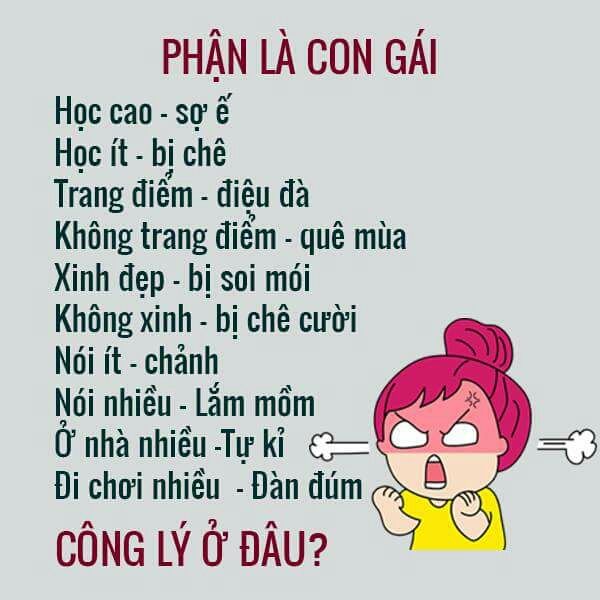 PHẬN LÀ CON GÁI
Học cao - sợ ế
Học ít - bị chê
Trang điểm - điệu đà
Không trang điểm - quê mùa
Xinh đẹp - bị soi mói
Không xinh - bị chê cười
Nói ít - chảnh
Nói nhiều - Lắm mồm
Ở nhà nhiều -Tự kỉ
Đi chơi nhiều - Đàn đúm
CÔNG LÝ Ở ĐÂU?